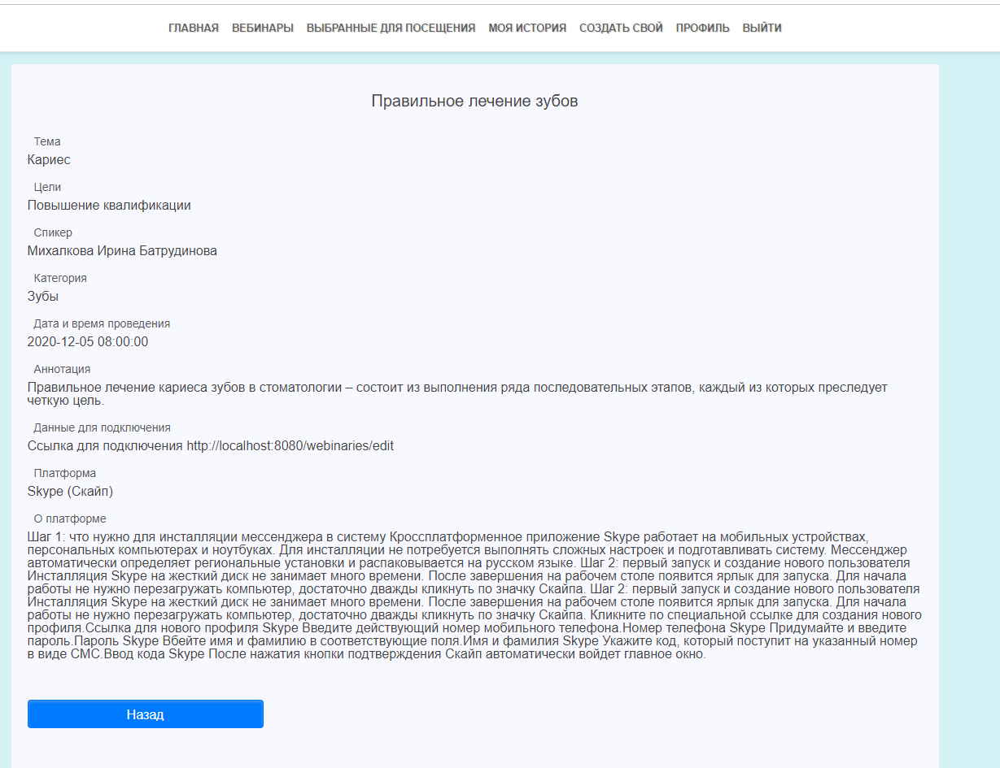 ГЛАВНАЯ ВЕБИНАРЫ ВЫБРАННЫЕ ДЛЯ ПОСЕЩЕНИЯ МОЯ ИСТОРИЯ СОЗДАТЬ СВОЙ ПРОФИЛЬ ВЫЙТИ
Правильное лечение зубов
Тема
Кариес
Цели
Повышение квалификации
Спикер
Михалкова Ирина Батрудинова
Категория
Зубы
Дата и время проведения
2020-12-05 08:00:00
Аннотация
Правильное лечение кариеса зубов в стоматологии – состоит из выполнения ряда последовательных этапов, каждый из которых преследует
четкую цель.
Данные для подключения
Ссылка для подключения http://localhost:8080/webinaries/edit
Платформа
Skype (Скайп)
О платформе
Шаг 1: что нужно для инсталляции мессенджера в систему Кроссплатформенное приложение Skype работает на мобильных устройствах,
персональных компьютерах и ноутбуках. Для инсталляции не потребуется выполнять сложных настроек и подготавливать систему. Мессенджер
автоматически определяет региональные установки и распаковывается на русском языке. Шаг 2: первый запуск и создание нового пользователя
Инсталляция Skype на жесткий диск не занимает много времени. После завершения на рабочем столе появится ярлык для запуска. Для начала
работы не нужно перезагружать компьютер, достаточно дважды кликнуть по значку Скайпа. Шаг 2: первый запуск и создание нового пользователя
Инсталляция Skype на жесткий диск не занимает много времени. После завершения на рабочем столе появится ярлык для запуска. Для начала
работы не нужно перезагружать компьютер, достаточно дважды кликнуть по значку Скайпа. Кликните по специальной ссылке для создания нового
профиля.Ссылка для нового профиля Skype Введите действующий номер мобильного телефона.Номер телефона Skype Придумайте и введите
пароль.Пароль Skype Вбейте имя и фамилию в соответствующие поля.Имя и фамилия Skype Укажите код, который поступит на указанный номер
в виде СМС.Ввод кода Skype После нажатия кнопки подтверждения Скайп автоматически войдет главное окно.
Назад